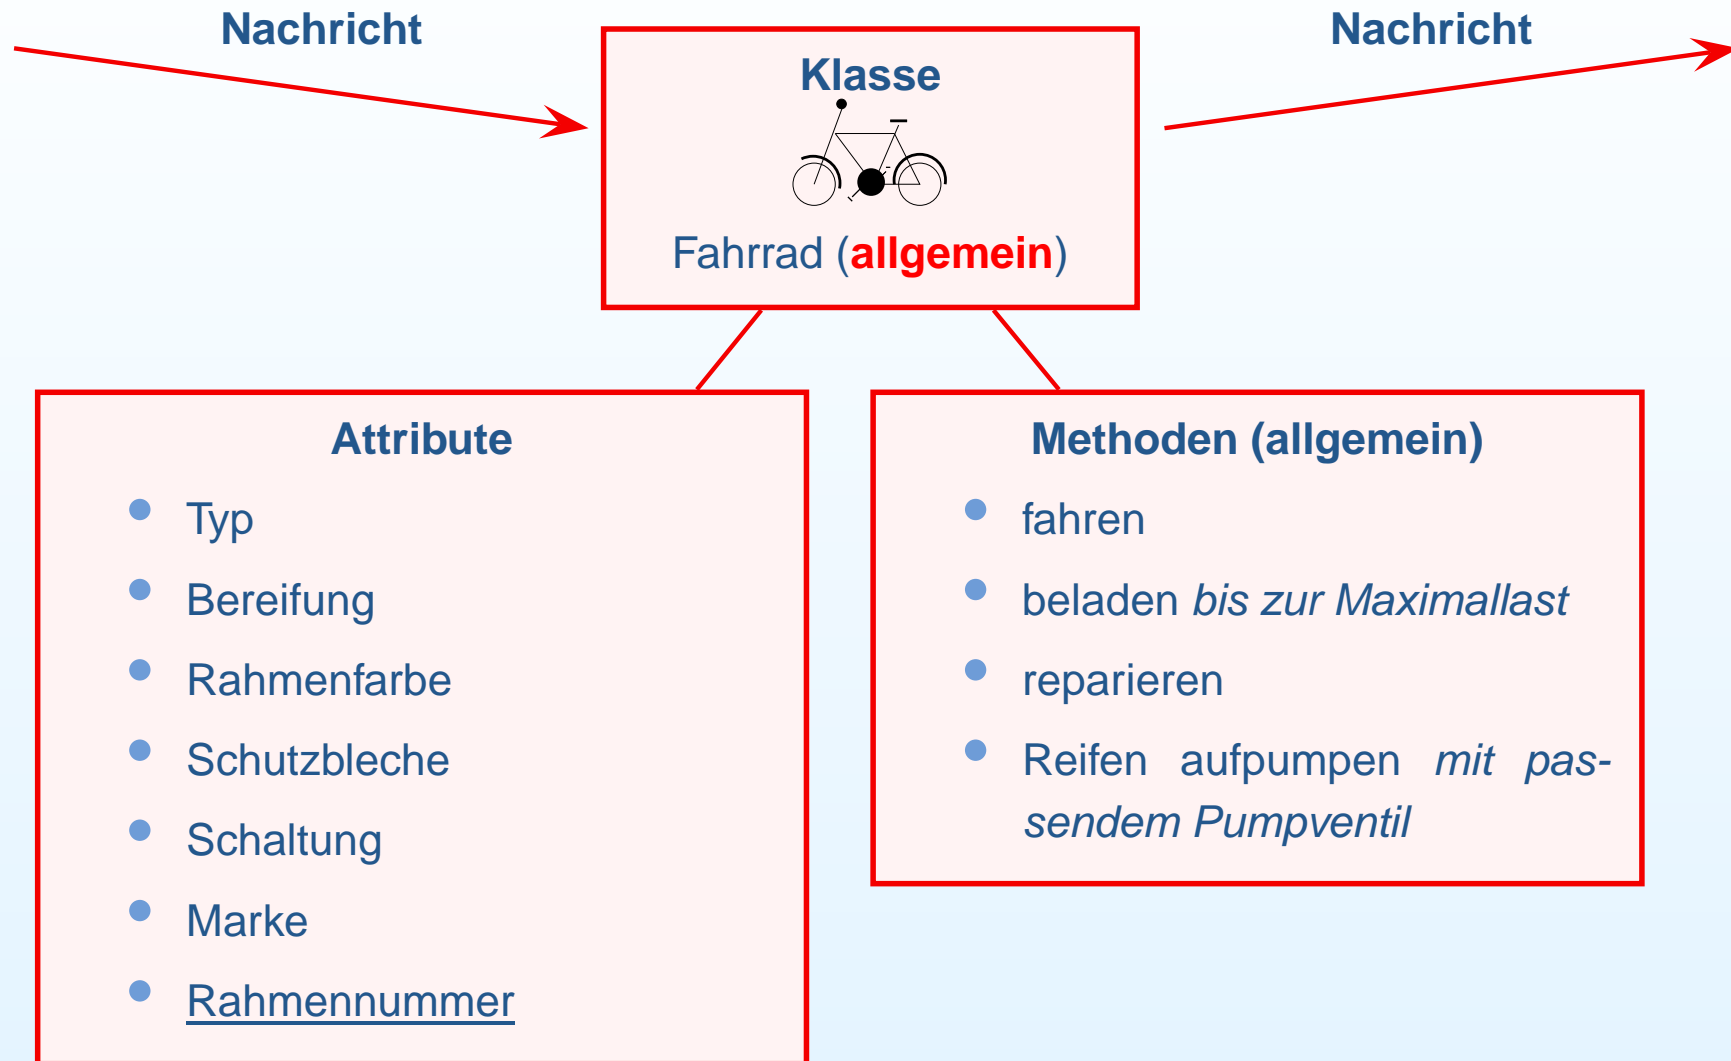 Nachricht
Nachricht
Klasse
Fahrrad (allgemein)
Attribute
Typ
Bereifung
Rahmenfarbe
Schutzbleche
Schaltung
Marke
Rahmennummer
Methoden (allgemein)
fahren
beladen bis zur Maximallast
reparieren
Reifen aufpumpen mit pas-
sendem Pumpventil